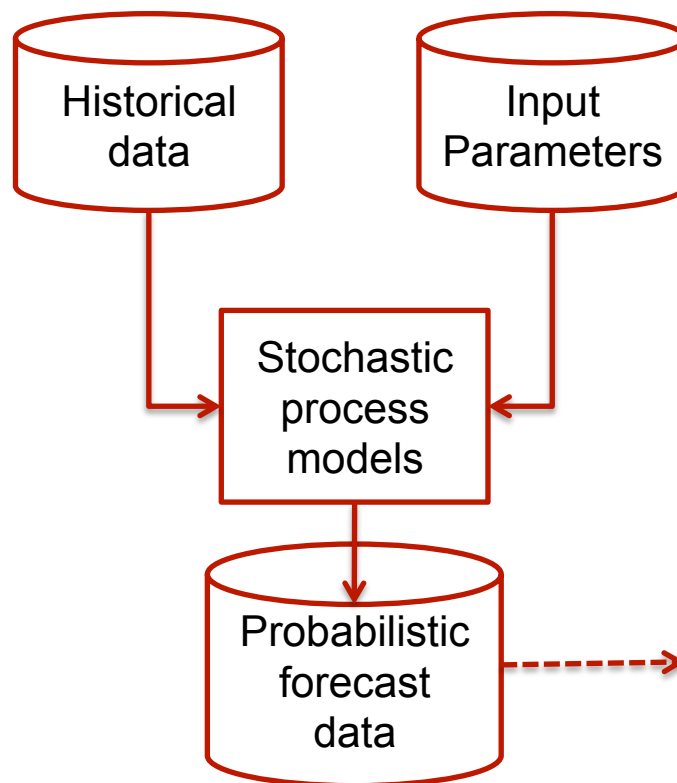 Historical
data
Input
Parameters
Stochastic
process
models
Probabilistic
forecast
data